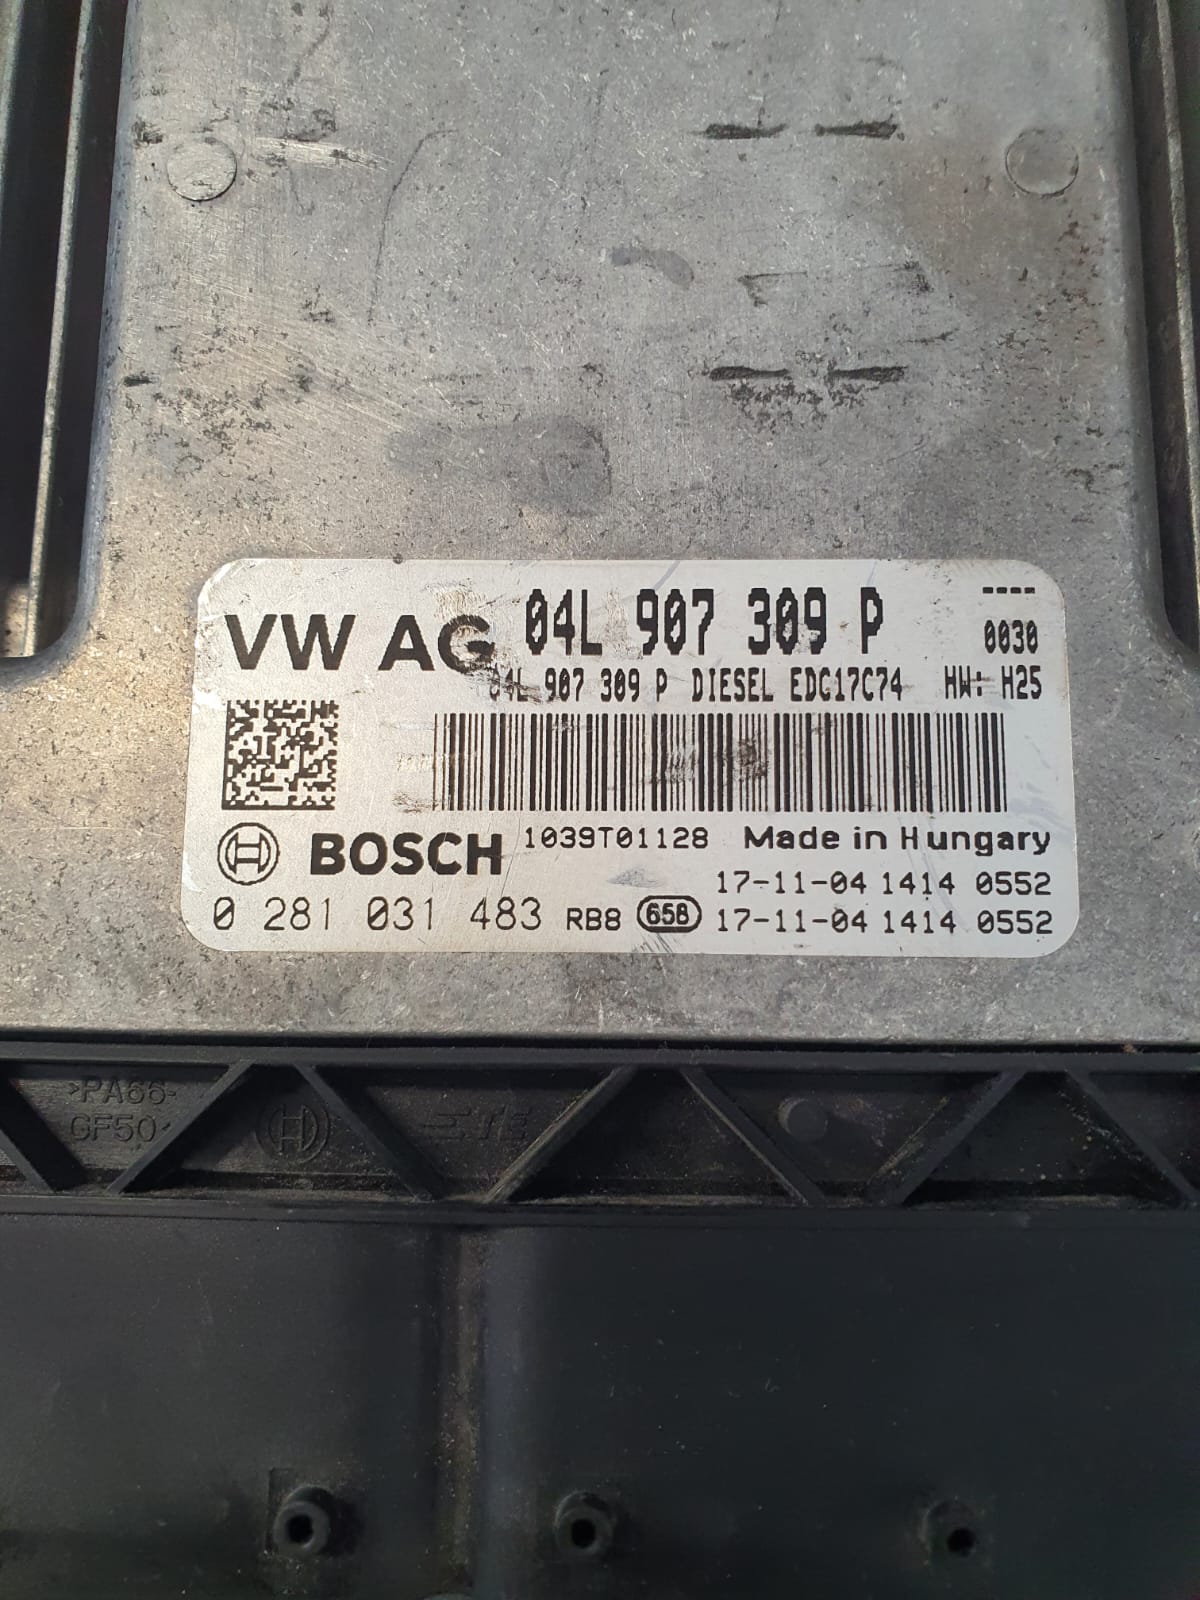 VW AG 04L 907 309 P ----
0030
04L 907 309 P DIESEL EDC17C74 HW: H25
BOSCH 1039T01128 Made in Hungary
17-11-04 1414 0552
0 281 031 483 RB8 658 17-11-04 1414 0552
>PA66-
GF50<